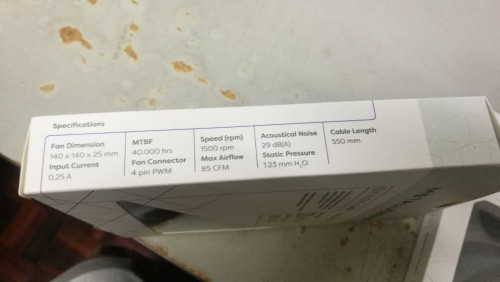 Specifications
Fan Dimension
140 x 140 x 25 mm
Input Current
0.25 A
MTBF
40,000 hrs
Fan Connector
4 pin PWM
Speed (rpm)
1500 rpm
Max Airflow
85 CFM
Acoustical Noise
29 dB(A)
Static Pressure
1.23 mm H₂O
Cable Length
550 mm